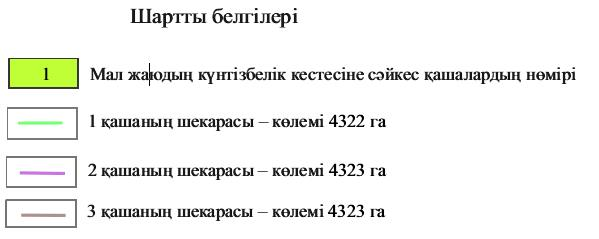 Шартты белгілері
1 Мал жаюдың күнтізбелік кестесіне сәйкес қашалардың нөмірі
1 қашаның шекарасы – көлемі 4322 га
2 қашаның шекарасы – көлемі 4323 га
3 қашаның шекарасы – көлемі 4323 га